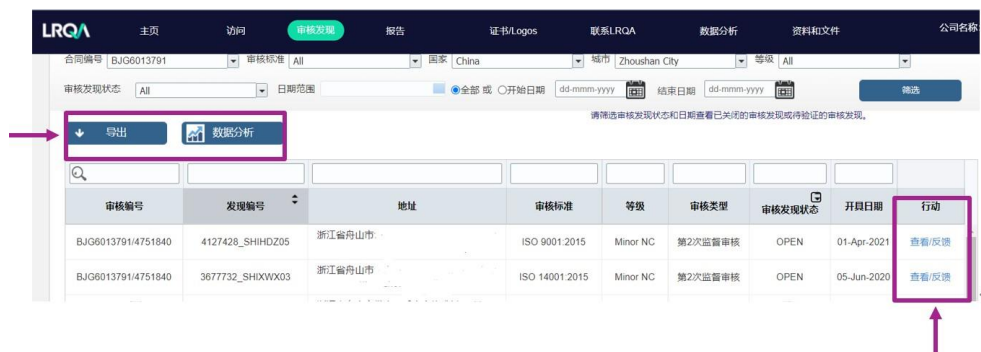 LRQA 主页 访问 审核发现 报告 证书/Logos 联系LRQA 数据分析 资料和文件 公司名称
合同编号 BJG6013791 审核标准 All 国家 China 城市 Zhoushan City 等级 All
审核发现状态 All 日期范围 全部 或 开始日期 dd-mmm-yyyy 结束日期 dd-mmm-yyyy 筛选
请筛选审核发现状态和日期查看已关闭的审核发现或待验证的审核发现。
导出 数据分析
审核编号 发现编号 地址 审核标准 等级 审核类型 审核发现状态 开具日期 行动
BJG6013791/4751840 4127428_SHIHDZ05 浙江省舟山市 ISO 9001:2015 Minor NC 第2次监督审核 OPEN 01-Apr-2021 查看/反馈
BJG6013791/4751840 3677732_SHIXWX03 浙江省舟山市 ISO 14001:2015 Minor NC 第2次监督审核 OPEN 05-Jun-2020 查看/反馈